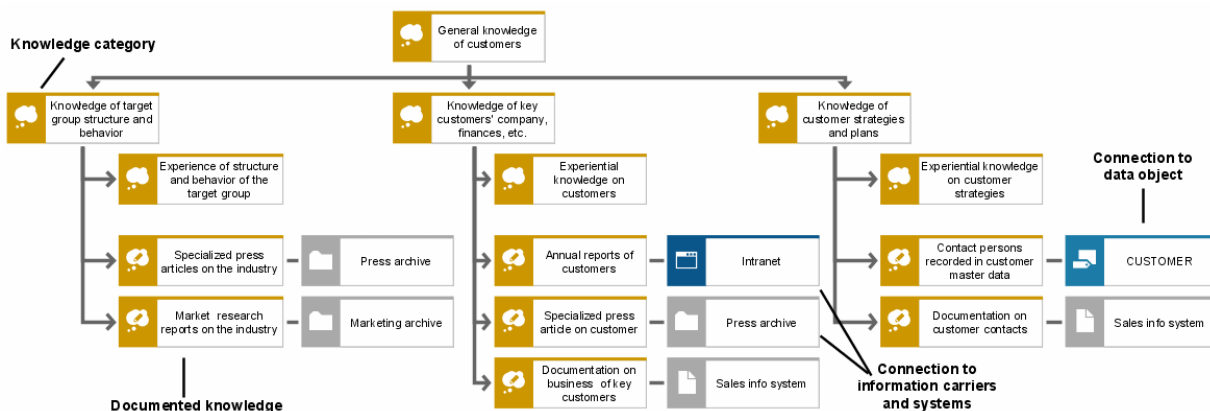 General knowledge
of customers
Knowledge category
Knowledge of target
group structure and
behavior
Knowledge of key
customers' company,
finances, etc.
Knowledge of
customer strategies
and plans
Connection to
data object
Experience of structure
and behavior of the
target group
Experiential
knowledge on
customers
Experiential knowledge
on customer
strategies
Specialized press
articles on the industry
Press archive
Annual reports of
customers
Intranet
Contact persons
recorded in customer
master data
CUSTOMER
Market research
reports on the industry
Marketing archive
Specialized press
article on customer
Press archive
Documentation on
customer contacts
Sales info system
Documentation on
business of key
customers
Sales info system
Connection to
information carriers
and systems
Documented knowledge